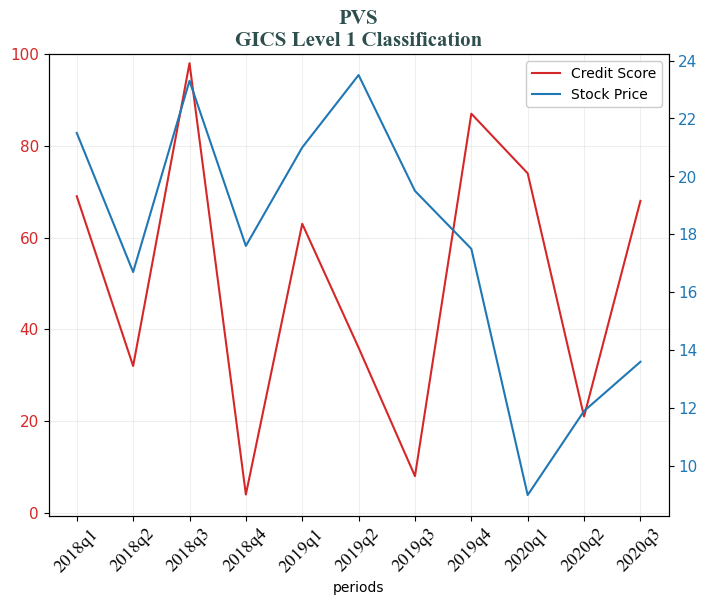 PVS
GICS Level 1 Classification
100
80
60
40
20
0
24
22
20
18
16
14
12
10
Credit Score
Stock Price
2018q1
2018q2
2018q3
2018q4
2019q1
2019q2
2019q3
2019q4
2020q1
2020q2
2020q3
periods